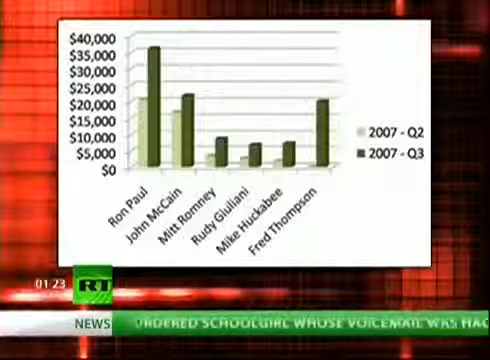 $40,000
$35,000
$30,000
$25,000
$20,000
$15,000
$10,000
$5,000
$0
2007 - Q2
2007 - Q3
Ron Paul
John McCain
Mitt Romney
Rudy Giuliani
Mike Huckabee
Fred Thompson
01:23 RT
NEWS SCHOOLGIRL WHOSE VOICEMAIL WAS